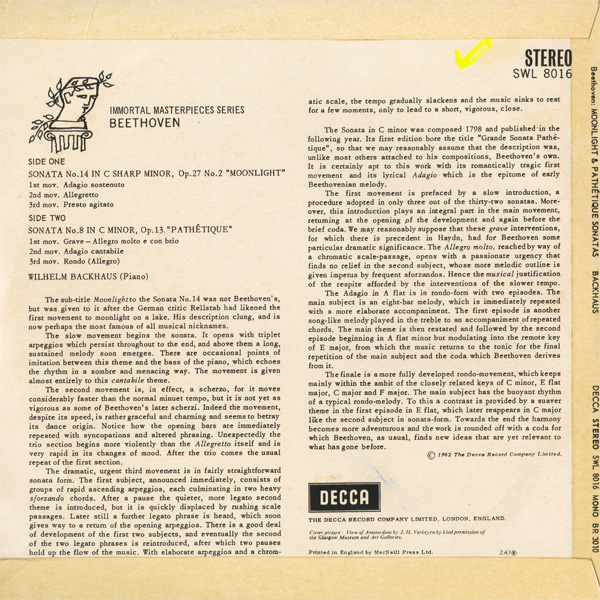 STEREO
SWL 8016
IMMORTAL MASTERPIECES SERIES
BEETHOVEN
SIDE ONE
SONATA No.14 IN C SHARP MINOR, Op.27 No.2 "MOONLIGHT"
1st mov. Adagio sostenuto
2nd mov. Allegretto
3rd mov. Presto agitato
SIDE TWO
SONATA No.8 IN C MINOR, Op.13 "PATHÉTIQUE"
1st mov. Grave – Allegro molto e con brio
2nd mov. Adagio cantabile
3rd mov. Rondo (Allegro)
WILHELM BACKHAUS (Piano)
The sub-title Moonlight to the Sonata No.14 was not Beethoven's,
but was given to it after the German critic Rellstab had likened the
first movement to moonlight on a lake. His description clung, and is
now perhaps the most famous of all musical nicknames.
The slow movement begins the sonata. It opens with triplet
arpeggios which persist throughout to the end, and above them a long,
sustained melody soon emerges. There are occasional points of
imitation between this theme and the bass of the piano, which echoes
the rhythm in a sombre and menacing way. The movement is given
almost entirely to this cantabile theme.
The second movement is, in effect, a scherzo, for it moves
considerably faster than the normal minuet tempo, but it is not yet as
vigorous as some of Beethoven's later scherzi. Indeed the movement,
despite its speed, is rather graceful and charming and seems to betray
its dance origin. Notice how the opening bars are immediately
repeated with syncopations and altered phrasing. Unexpectedly the
trio section begins more violently than the Allegretto itself and is
very rapid in its changes of mood. After the trio comes the usual
repeat of the first section.
The dramatic, urgent third movement is in fairly straightforward
sonata form. The first subject, announced immediately, consists of
groups of rapid ascending arpeggios, each culminating in two heavy
sforzando chords. After a pause the quieter, more legato second
theme is introduced, but it is quickly displaced by rushing scale
passages. Later still a further legato phrase is heard, which soon
gives way to a return of the opening arpeggios. There is a good deal
of development of the first two subjects, and eventually the second
of the two legato phrases is reintroduced, after which two pauses
hold up the flow of the music. With elaborate arpeggios and a chrom-
atic scale, the tempo gradually slackens and the music sinks to rest
for a few moments, only to lead to a short, vigorous, close.
The Sonata in C minor was composed 1798 and published in the
following year. Its first edition bore the title "Grande Sonata Pathé-
tique", so that we may reasonably assume that the description was,
unlike most others attached to his compositions, Beethoven's own.
It is certainly apt to this work with its romantically tragic first
movement and its lyrical Adagio which is the epitome of early
Beethovenian melody.
The first movement is prefaced by a slow introduction, a
procedure adopted in only three out of the thirty-two sonatas. More-
over, this introduction plays an integral part in the main movement,
returning at the opening of the development and again before the
brief coda. We may reasonably suppose that these grave interventions,
for which there is precedent in Haydn, had for Beethoven some
particular dramatic significance. The Allegro molto, reached by way of
a chromatic scale-passage, opens with a passionate urgency that
finds no relief in the second subject, whose more melodic outline is
given impetus by frequent sforzandos. Hence the musical justification
of the respite afforded by the interventions of the slower tempo.
The Adagio in A flat is in rondo-form with two episodes. The
main subject is an eight-bar melody, which is immediately repeated
with a more elaborate accompaniment. The first episode is another
song-like melody played in the treble to an accompaniment of repeated
chords. The main theme is then restated and followed by the second
episode beginning in A flat minor but modulating into the remote key
of E major, from which the music returns to the tonic for the final
repetition of the main subject and the coda which Beethoven derives
from it.
The finale is a more fully developed rondo-movement, which keeps
mainly within the ambit of the closely related keys of C minor, E flat
major, C major and F major. The main subject has the buoyant rhythm
of a typical rondo-melody. To this a contrast is provided by a suaver
theme in the first episode in E flat, which later reappears in C major
like the second subject in sonata-form. Towards the end the harmony
becomes more adventurous and the work is rounded off with a coda for
which Beethoven, as usual, finds new ideas that are yet relevant to
what has gone before.
© 1962 The Decca Record Company Limited.
DECCA
THE DECCA RECORD COMPANY LIMITED, LONDON, ENGLAND.
Cover picture: View of Amsterdam by J. H. Verheyen by kind permission of
the Glasgow Museum and Art Galleries.
Printed in England by MacNeill Press Ltd.
2.63®
Beethoven: MOONLIGHT & PATHÉTIQUE SONATAS BACKHAUS DECCA STEREO SWL 8016 MONO BR 3010